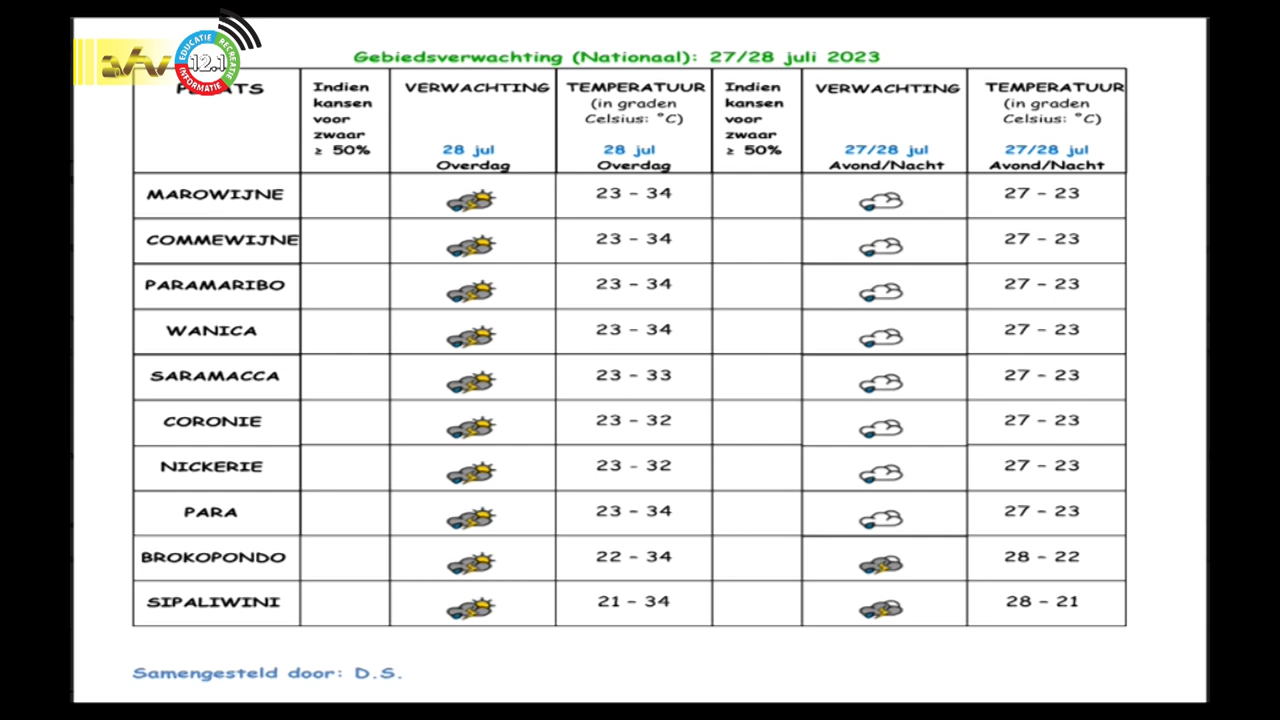 atv
EDUCATIE
RECREATIE
INFORMATIE
12.1
Gebiedsverwachting (Nationaal): 27/28 juli 2023
PLAATS
Indien
kansen
voor
zwaar
≥ 50%
VERWACHTING
28 jul
Overdag
TEMPERATUUR
(in graden
Celsius: °C)
28 jul
Overdag
Indien
kansen
voor
zwaar
≥ 50%
VERWACHTING
27/28 jul
Avond/Nacht
TEMPERATUUR
(in graden
Celsius: °C)
27/28 jul
Avond/Nacht
MAROWIJNE 23 - 34 27 - 23
COMMEWIJNE 23 - 34 27 - 23
PARAMARIBO 23 - 34 27 - 23
WANICA 23 - 34 27 - 23
SARAMACCA 23 - 33 27 - 23
CORONIE 23 - 32 27 - 23
NICKERIE 23 - 32 27 - 23
PARA 23 - 34 27 - 23
BROKOPONDO 22 - 34 28 - 22
SIPALIWINI 21 - 34 28 - 21
Samengesteld door: D.S.